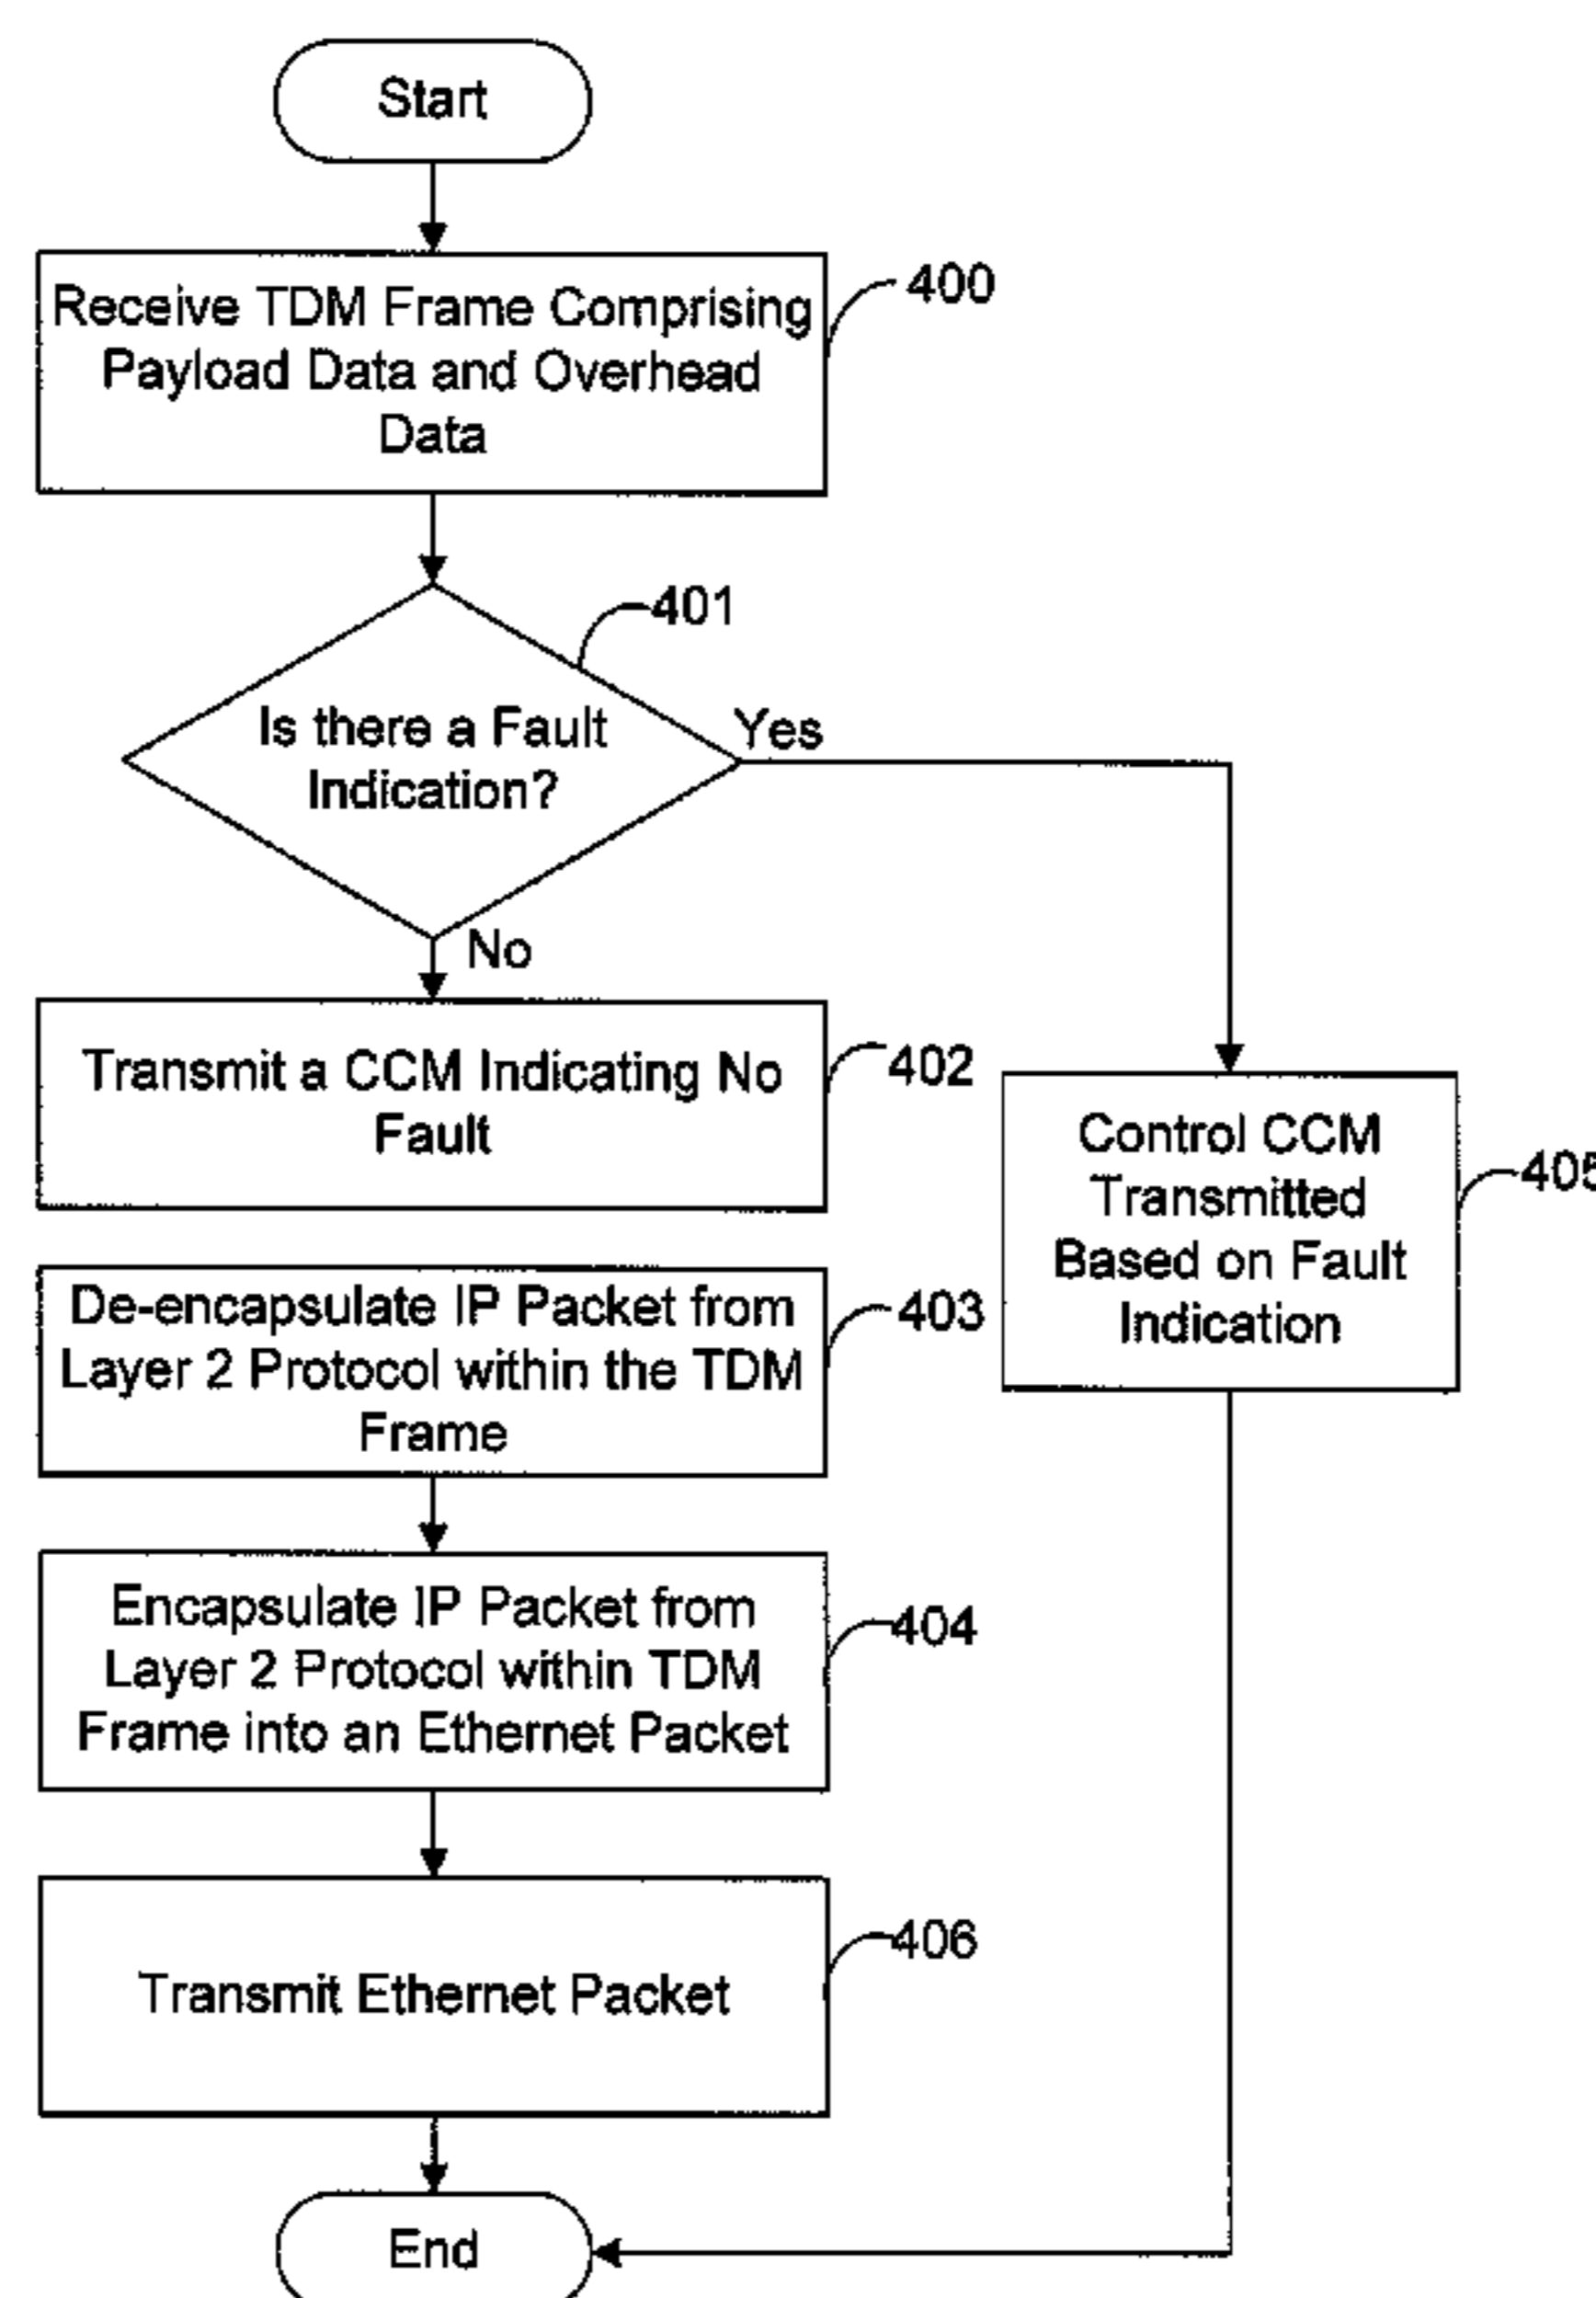 Start
Receive TDM Frame Comprising
Payload Data and Overhead
Data
400
401
Is there a Fault
Indication?
Yes
No
Transmit a CCM Indicating No
Fault
402
Control CCM
Transmitted
Based on Fault
Indication
405
De-encapsulate IP Packet from
Layer 2 Protocol within the TDM
Frame
403
Encapsulate IP Packet from
Layer 2 Protocol within TDM
Frame into an Ethernet Packet
404
Transmit Ethernet Packet
406
End